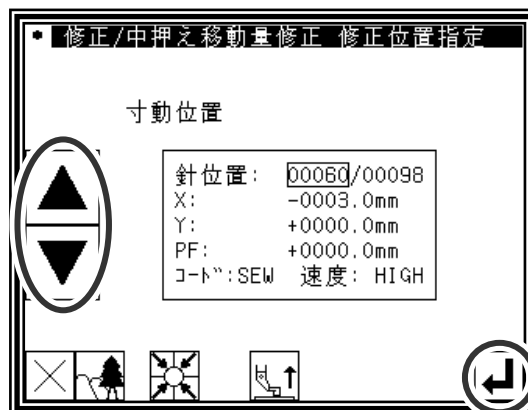 • 修正/中押え移動量修正 修正位置指定
寸動位置
針位置: 00060/00098
X: -0003.0mm
Y: +0000.0mm
PF: +0000.0mm
コード:SEW 速度: HIGH